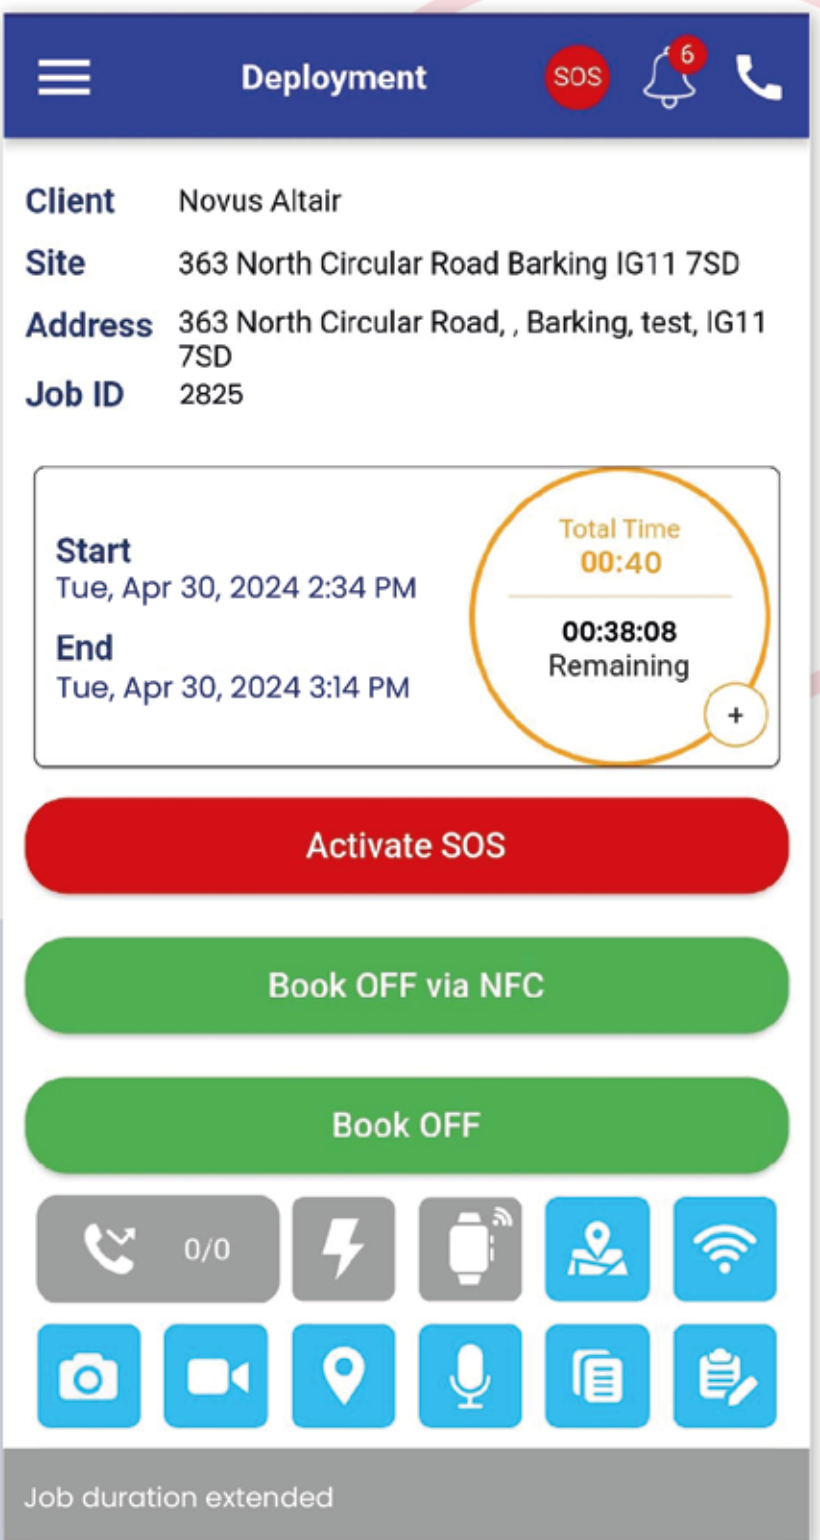 Deployment SOS 6
Client Novus Altair
Site 363 North Circular Road Barking IG11 7SD
Address 363 North Circular Road, , Barking, test, IG11
7SD
Job ID 2825
Start
Tue, Apr 30, 2024 2:34 PM
End
Tue, Apr 30, 2024 3:14 PM
Total Time
00:40
00:38:08
Remaining
+
Activate SOS
Book OFF via NFC
Book OFF
0/0
Job duration extended